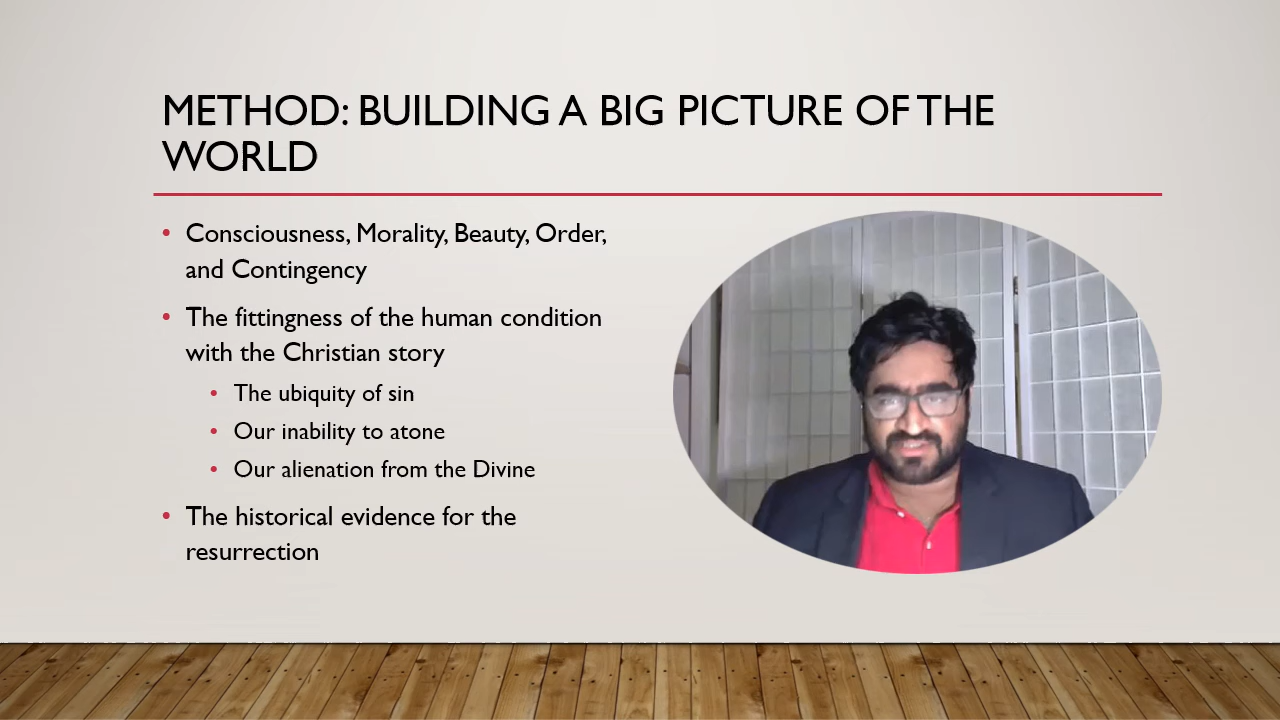 METHOD: BUILDING A BIG PICTURE OF THE
WORLD
• Consciousness, Morality, Beauty, Order,
and Contingency
• The fittingness of the human condition
with the Christian story
• The ubiquity of sin
• Our inability to atone
• Our alienation from the Divine
• The historical evidence for the
resurrection